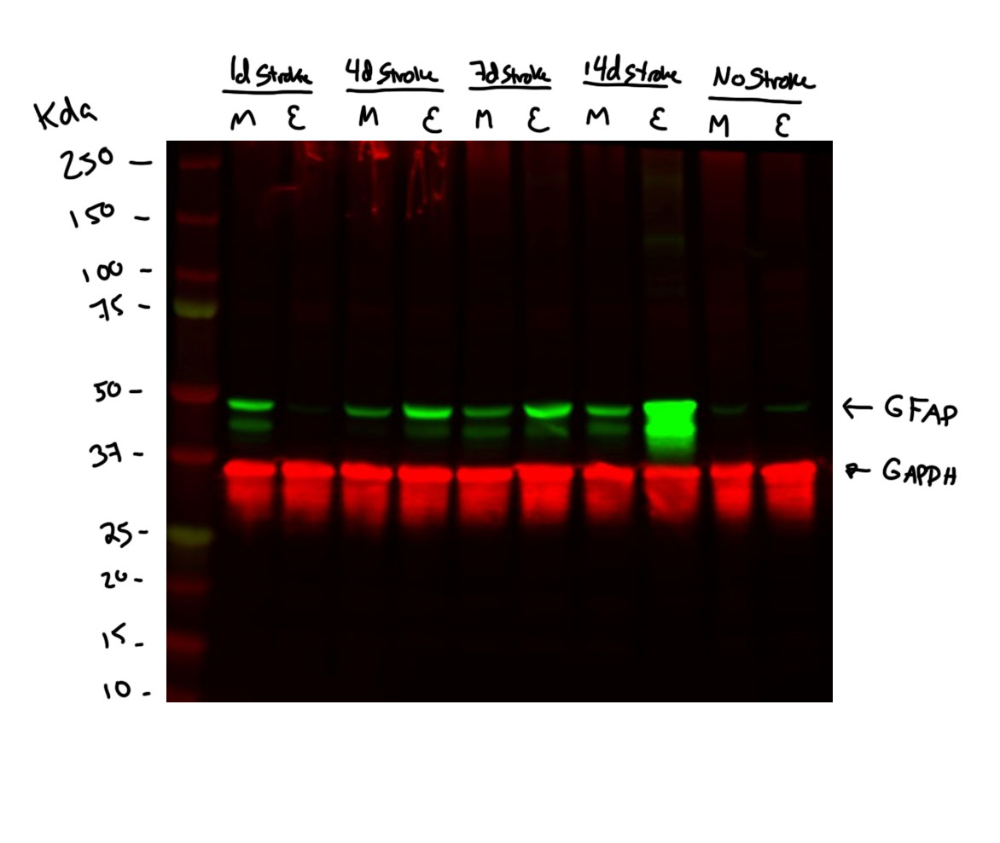 1d Stroke 4d Stroke 7d Stroke 14d Stroke No Stroke
Kda M E M E M E M E M E
250 -
150 -
100 -
75 -
50 -
← GFAP
37 -
← GAPDH
25 -
20 -
15 -
10 -